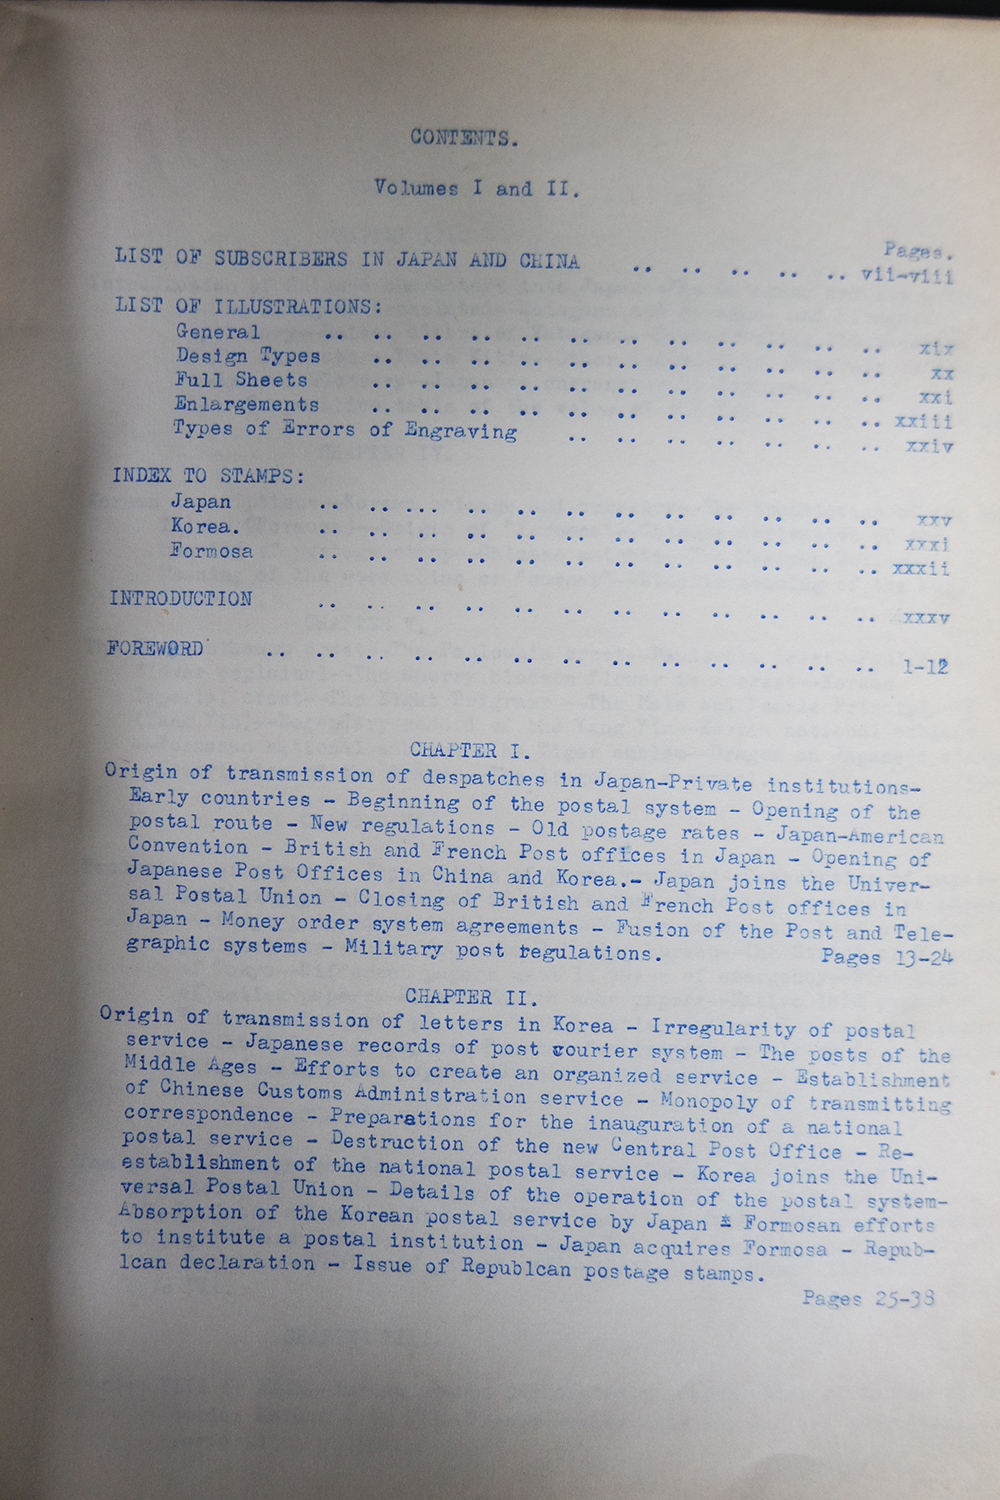 CONTENTS.
Volumes I and II.
Pages.
LIST OF SUBSCRIBERS IN JAPAN AND CHINA .. .. .. .. .. vii-viii
LIST OF ILLUSTRATIONS:
General .. .. .. .. .. .. .. .. .. .. .. .. xix
Design Types .. .. .. .. .. .. .. .. .. .. .. xx
Full Sheets .. .. .. .. .. .. .. .. .. .. .. xxi
Enlargements .. .. .. .. .. .. .. .. .. .. .. xxiii
Types of Errors of Engraving .. .. .. .. .. .. .. xxiv
INDEX TO STAMPS:
Japan .. .. ... .. .. .. .. .. .. .. .. .. xxv
Korea. .. .. .. .. .. .. .. .. .. .. .. .. xxxi
Formosa .. .. .. .. .. .. .. .. .. .. .. .. xxxii
INTRODUCTION .. .. .. .. .. .. .. .. .. .. .. .. xxxv
FOREWORD .. .. .. .. .. .. .. .. .. .. .. .. .. 1-12
CHAPTER I.
Origin of transmission of despatches in Japan-Private institutions-
Early countries - Beginning of the postal system - Opening of the
postal route - New regulations - Old postage rates - Japan-American
Convention - British and French Post offices in Japan - Opening of
Japanese Post Offices in China and Korea.- Japan joins the Univer-
sal Postal Union - Closing of British and French Post offices in
Japan - Money order system agreements - Fusion of the Post and Tele-
graphic systems - Military post regulations. Pages 13-24
CHAPTER II.
Origin of transmission of letters in Korea - Irregularity of postal
service - Japanese records of post courier system - The posts of the
Middle Ages - Efforts to create an organized service - Establishment
of Chinese Customs Administration service - Monopoly of transmitting
correspondence - Preparations for the inauguration of a national
postal service - Destruction of the new Central Post Office - Re-
establishment of the national postal service - Korea joins the Uni-
versal Postal Union - Details of the operation of the postal system-
Absorption of the Korean postal service by Japan - Formosan efforts
to institute a postal institution - Japan acquires Formosa - Repub-
lcan declaration - Issue of Republcan postage stamps.
Pages 25-38